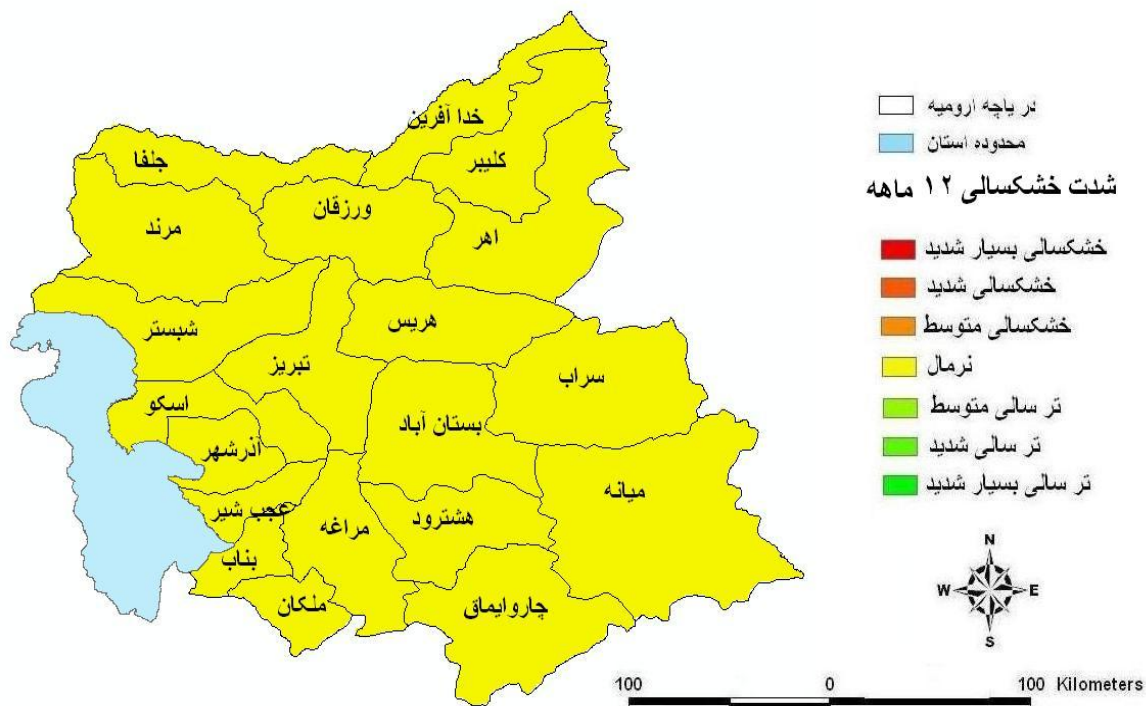 خدا آفرین
کلیبر
جلفا
ورزقان
مرند
اهر
هریس
شبستر
تبریز
سراب
اسکو
بستان آباد
آذرشهر
میانه
عجب شیر
مراغه
هشترود
بناب
ملکان
چاروایماق
دریاچه ارومیه
محدوده استان
شدت خشکسالی ۱۲ ماهه
خشکسالی بسیار شدید
خشکسالی شدید
خشکسالی متوسط
نرمال
تر سالی متوسط
تر سالی شدید
تر سالی بسیار شدید
N
W E
S
100 0 100 Kilometers